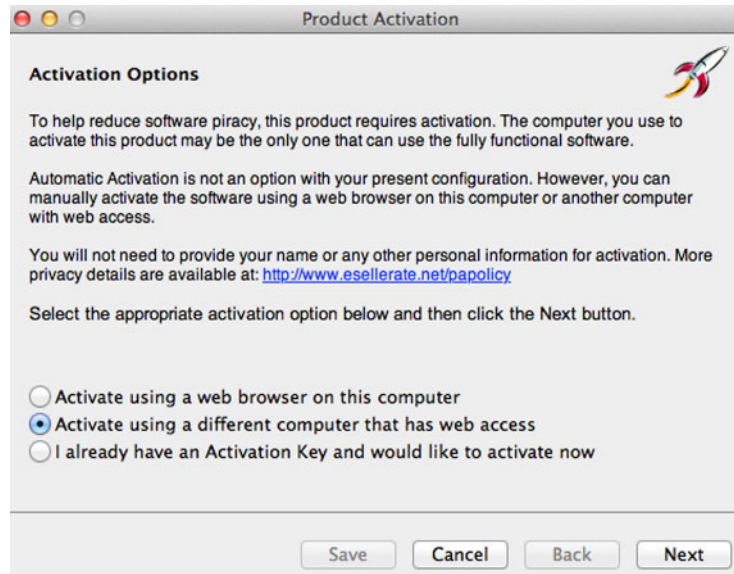 Product Activation
Activation Options
To help reduce software piracy, this product requires activation. The computer you use to
activate this product may be the only one that can use the fully functional software.
Automatic Activation is not an option with your present configuration. However, you can
manually activate the software using a web browser on this computer or another computer
with web access.
You will not need to provide your name or any other personal information for activation. More
privacy details are available at: http://www.esellerate.net/papolicy
Select the appropriate activation option below and then click the Next button.
Activate using a web browser on this computer
Activate using a different computer that has web access
I already have an Activation Key and would like to activate now
Save Cancel Back Next